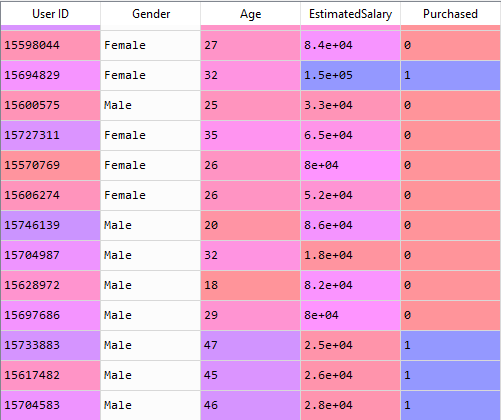 User ID Gender Age EstimatedSalary Purchased
15598044 Female 27 8.4e+04 0
15694829 Female 32 1.5e+05 1
15600575 Male 25 3.3e+04 0
15727311 Female 35 6.5e+04 0
15570769 Female 26 8e+04 0
15606274 Female 26 5.2e+04 0
15746139 Male 20 8.6e+04 0
15704987 Male 32 1.8e+04 0
15628972 Male 18 8.2e+04 0
15697686 Male 29 8e+04 0
15733883 Male 47 2.5e+04 1
15617482 Male 45 2.6e+04 1
15704583 Male 46 2.8e+04 1